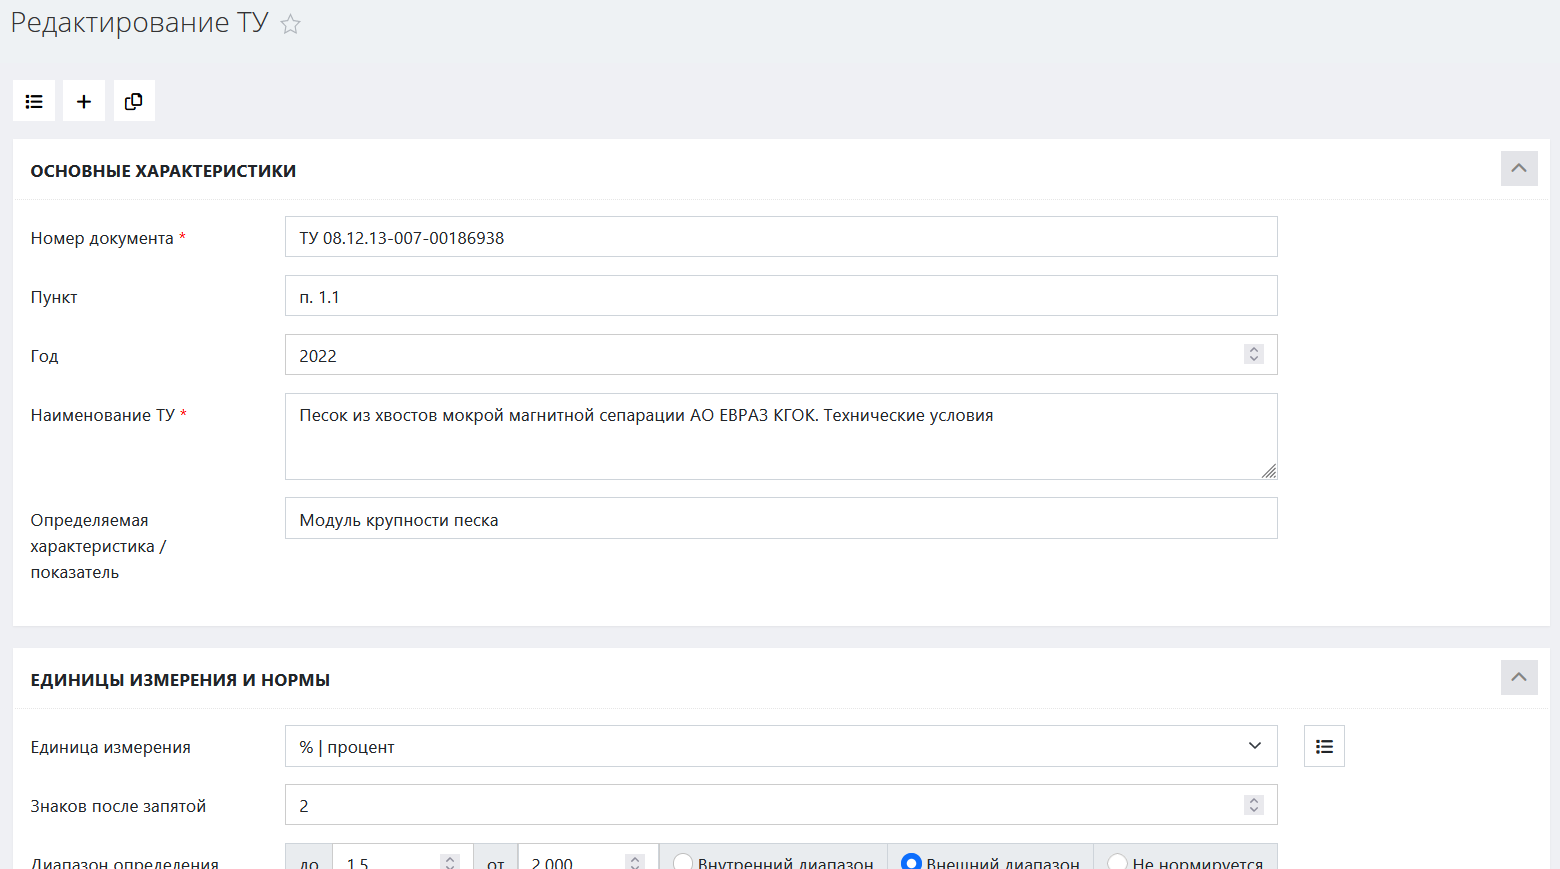 Редактирование ТУ
ОСНОВНЫЕ ХАРАКТЕРИСТИКИ
Номер документа * ТУ 08.12.13-007-00186938
Пункт п. 1.1
Год 2022
Наименование ТУ * Песок из хвостов мокрой магнитной сепарации АО ЕВРАЗ КГОК. Технические условия
Определяемая Модуль крупности песка
характеристика /
показатель
ЕДИНИЦЫ ИЗМЕРЕНИЯ И НОРМЫ
Единица измерения % | процент
Знаков после запятой 2
Диапазон определения до 1.5 от 2.000 Внутренний диапазон Внешний диапазон Не нормируется